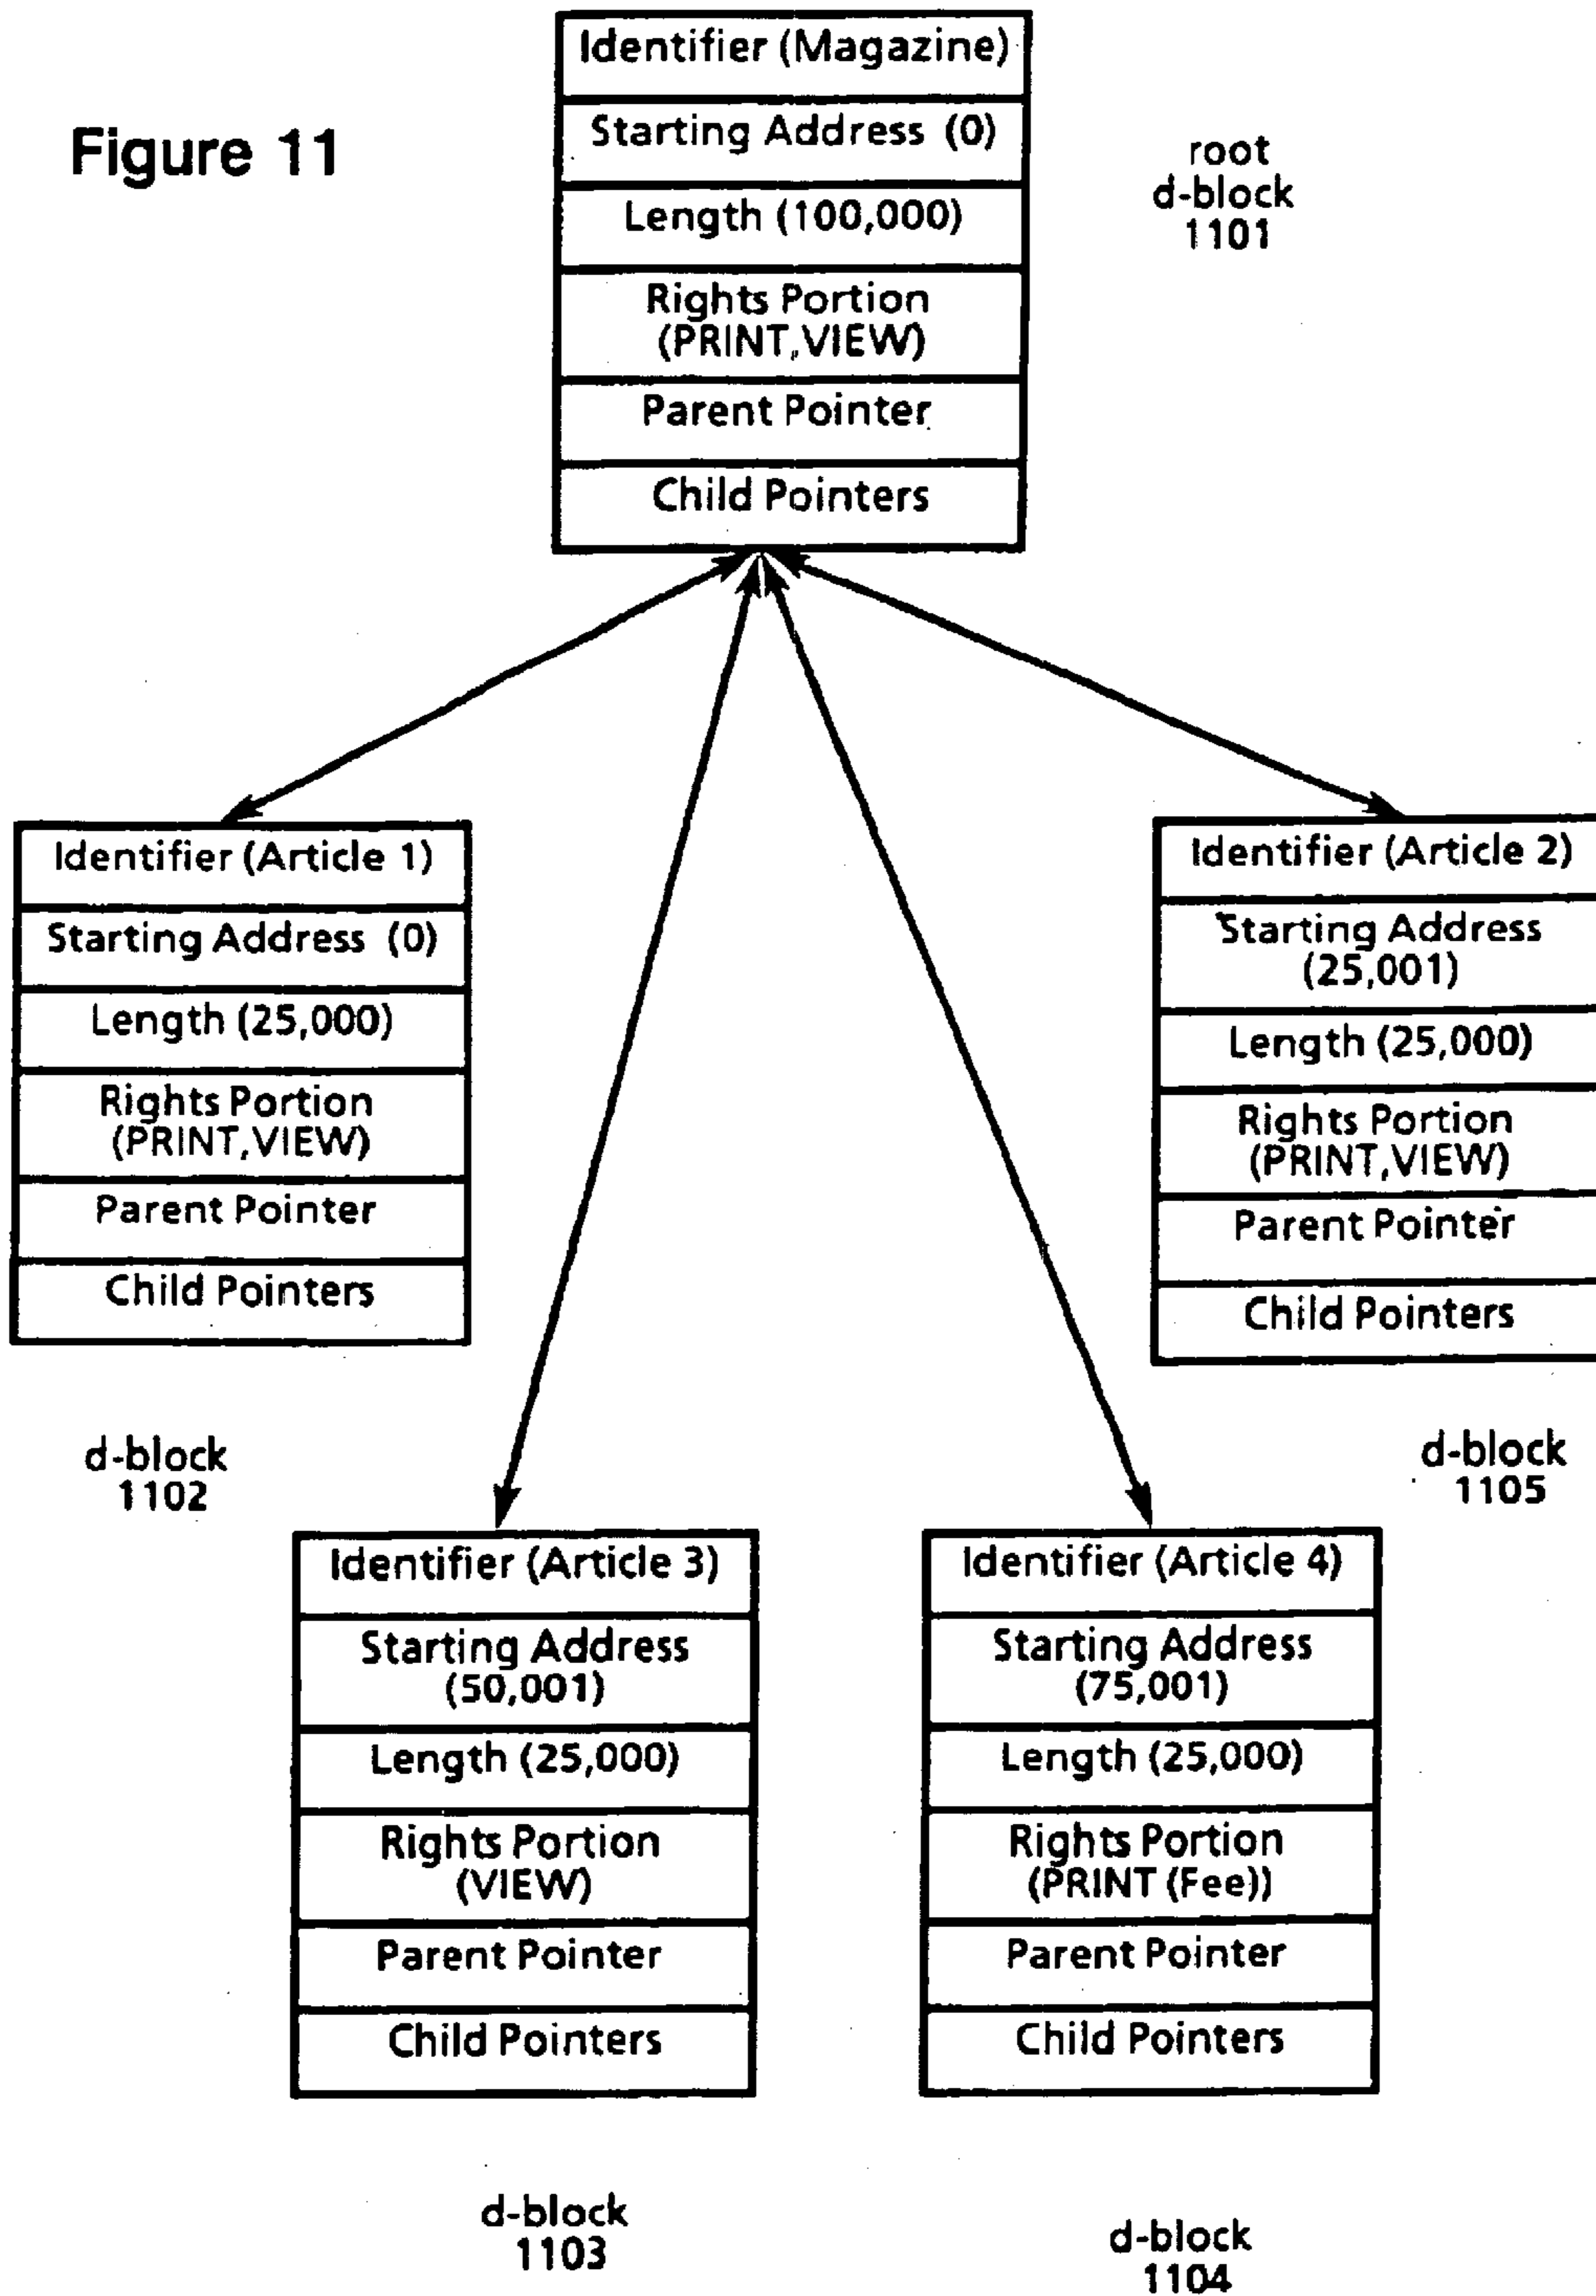 Figure 11
Identifier (Magazine)
Starting Address (0)
Length (100,000)
Rights Portion
(PRINT,VIEW)
Parent Pointer
Child Pointers
root
d-block
1101
Identifier (Article 1)
Starting Address (0)
Length (25,000)
Rights Portion
(PRINT,VIEW)
Parent Pointer
Child Pointers
d-block
1102
Identifier (Article 2)
Starting Address
(25,001)
Length (25,000)
Rights Portion
(PRINT,VIEW)
Parent Pointer
Child Pointers
d-block
1105
Identifier (Article 3)
Starting Address
(50,001)
Length (25,000)
Rights Portion
(VIEW)
Parent Pointer
Child Pointers
d-block
1103
Identifier (Article 4)
Starting Address
(75,001)
Length (25,000)
Rights Portion
(PRINT (Fee))
Parent Pointer
Child Pointers
d-block
1104